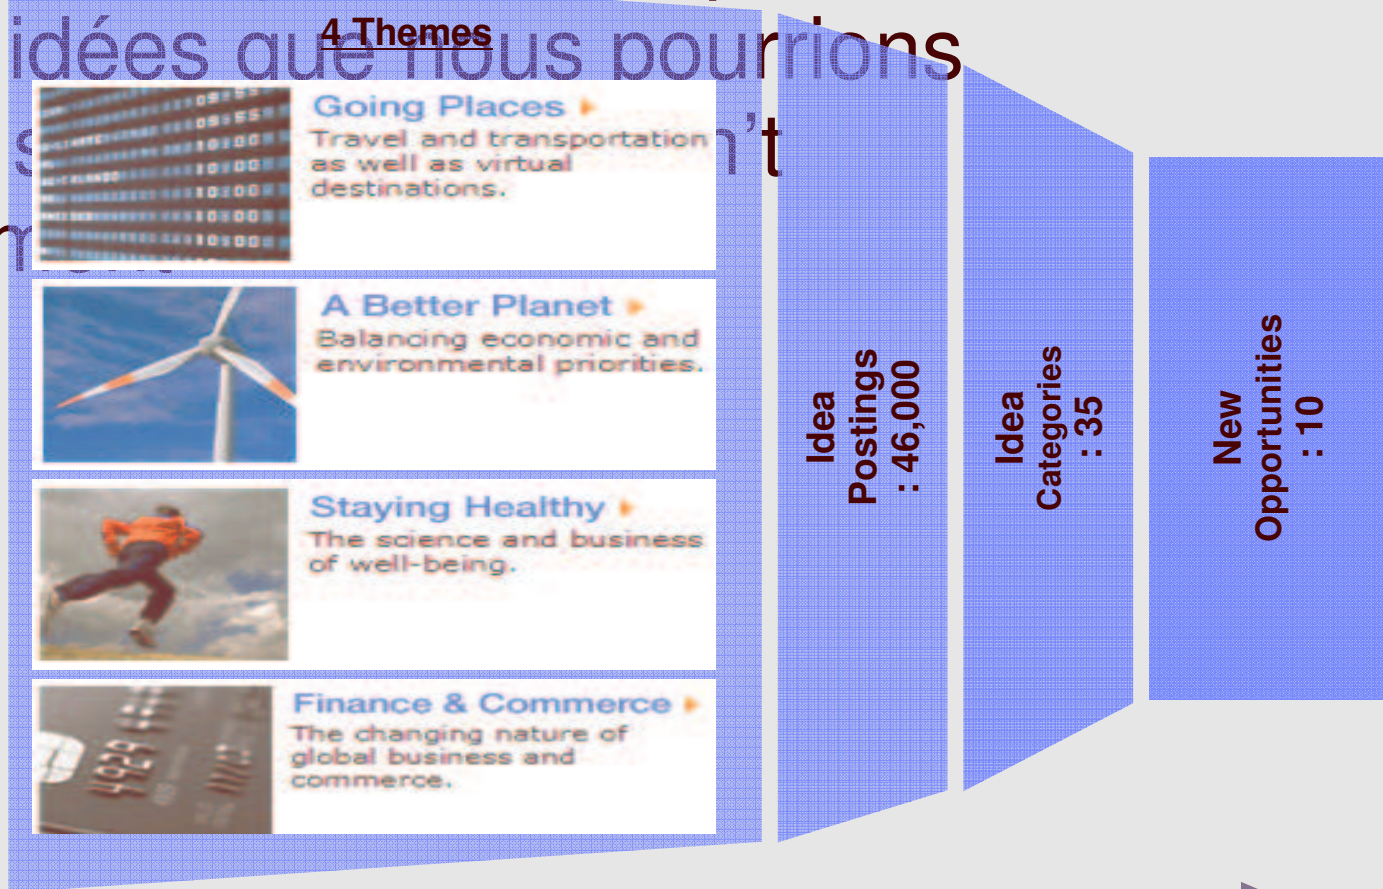 4 Themes
idées que nous pourrions
n't
Going Places
Travel and transportation
as well as virtual
destinations.
A Better Planet
Balancing economic and
environmental priorities.
Staying Healthy
The science and business
of well-being.
Finance & Commerce
The changing nature of
global business and
commerce.
Idea
Postings
: 46,000
Idea
Categories
: 35
New
Opportunities
: 10